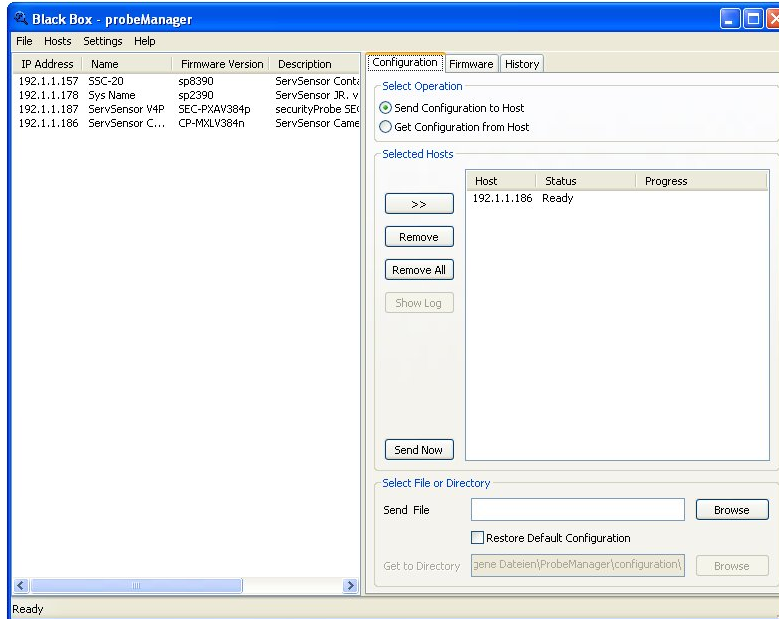 Black Box - probeManager
File Hosts Settings Help
IP Address Name Firmware Version Description
192.1.1.157 SSC-20 sp8390 ServSensor Conta
192.1.1.178 Sys Name sp2390 ServSensor JR. v
192.1.1.187 ServSensor V4P SEC-PXAV384p securityProbe SE
192.1.1.186 ServSensor C... CP-MXLV384n ServSensor Came
Configuration Firmware History
Select Operation
Send Configuration to Host
Get Configuration from Host
Selected Hosts
Host Status Progress
192.1.1.186 Ready
>>
Remove
Remove All
Show Log
Send Now
Select File or Directory
Send File Browse
Restore Default Configuration
Get to Directory gene Dateien\ProbeManager\configuration\ Browse
Ready